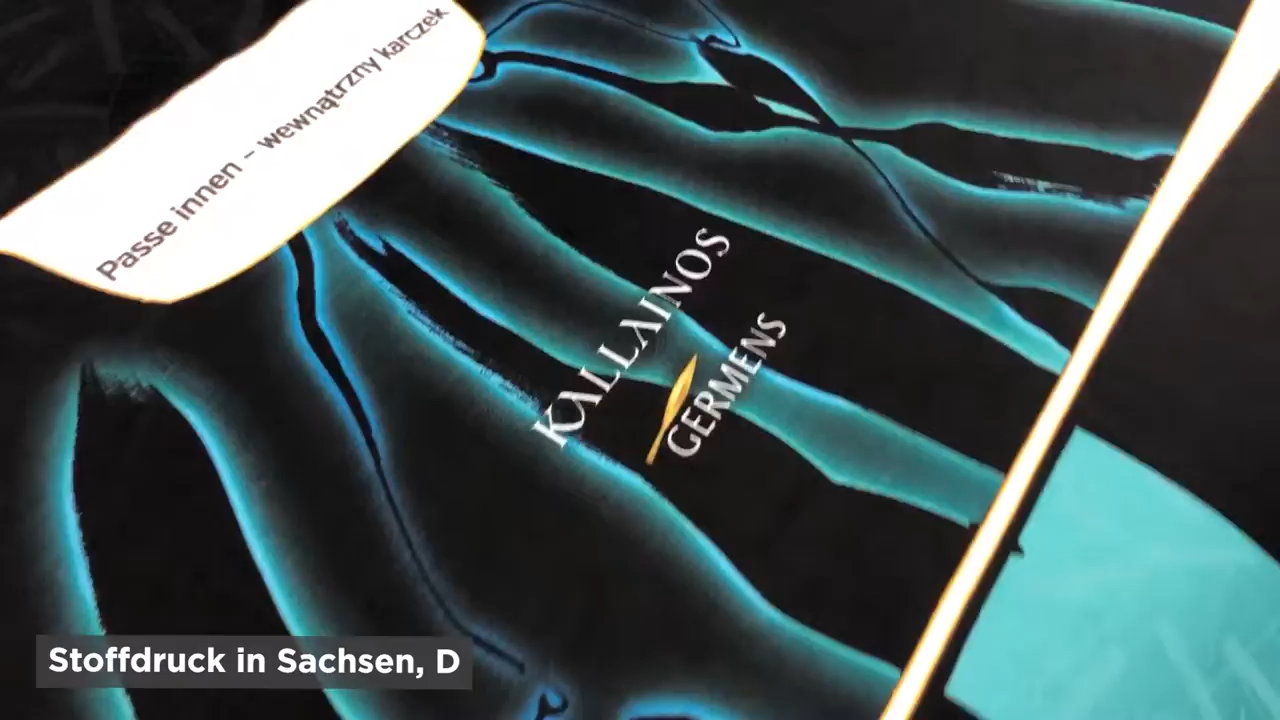 Passe innen - wewnątrzny karczek
KALLAINOS
GERMENS
Stoffdruck in Sachsen, D